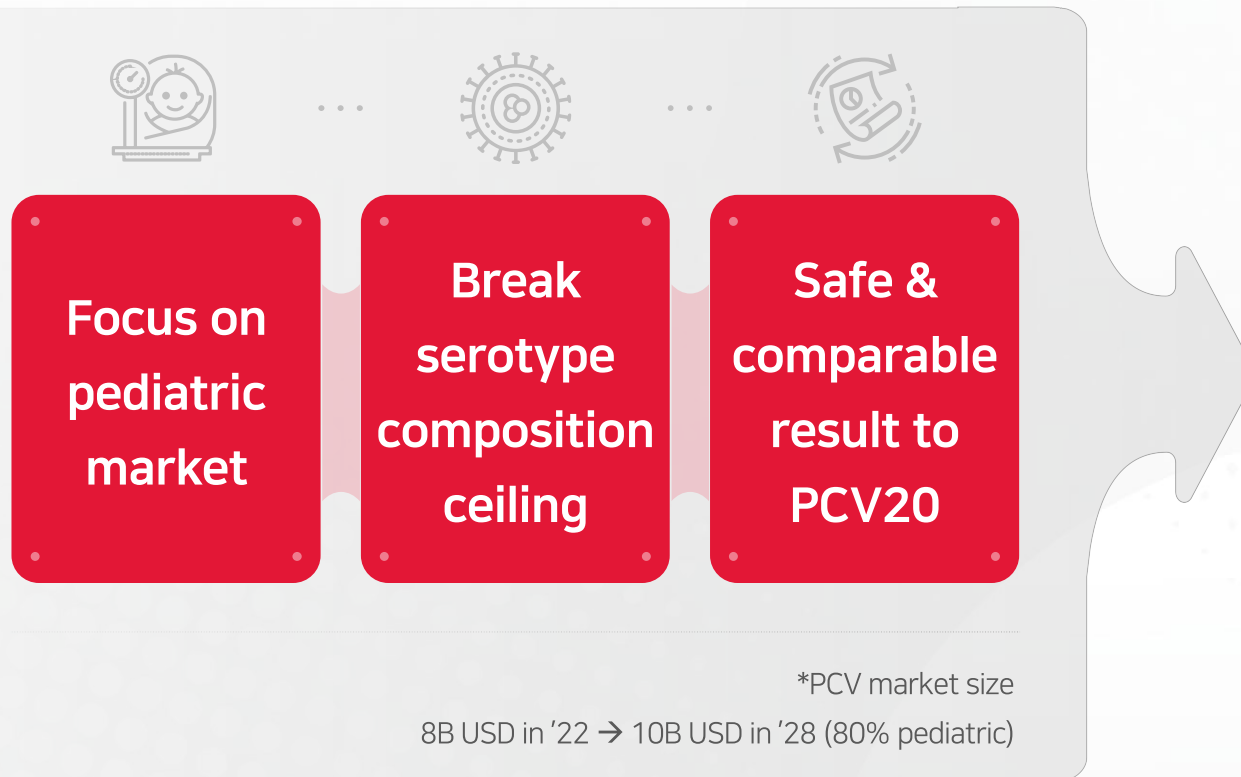 Focus on
pediatric
market
Break
serotype
composition
ceiling
Safe &
comparable
result to
PCV20
*PCV market size
8B USD in ’22 → 10B USD in ’28 (80% pediatric)